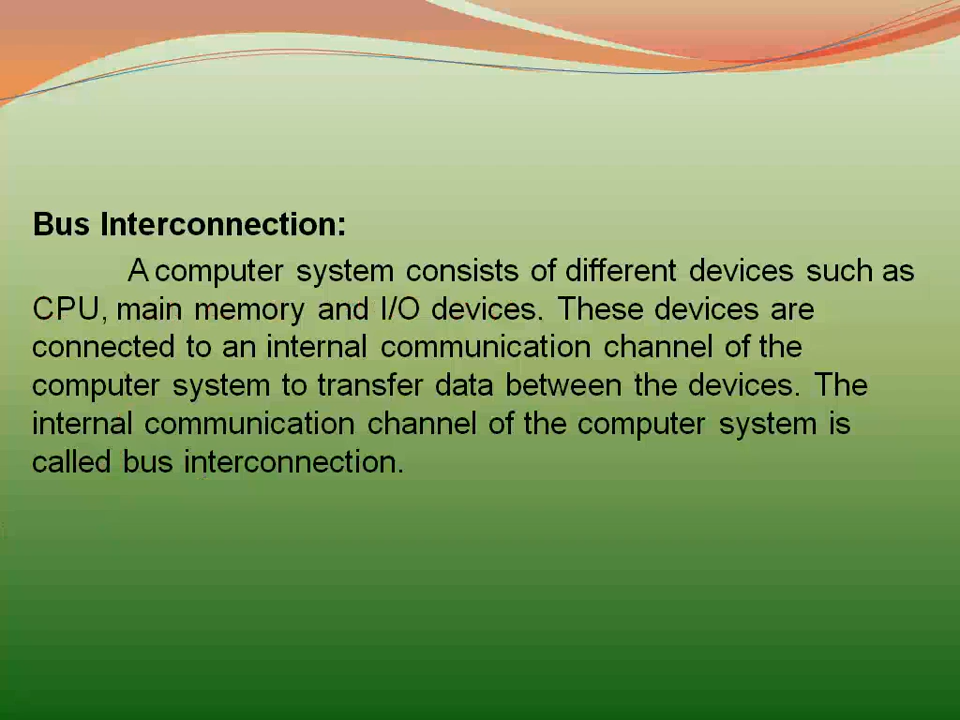 Bus Interconnection:
A computer system consists of different devices such as
CPU, main memory and I/O devices. These devices are
connected to an internal communication channel of the
computer system to transfer data between the devices. The
internal communication channel of the computer system is
called bus interconnection.